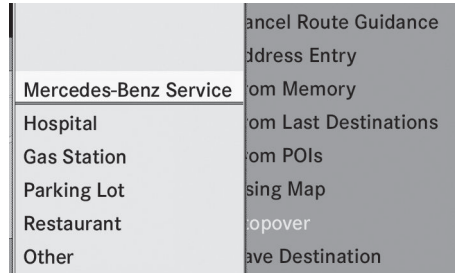 ancel Route Guidance
ddress Entry
Mercedes-Benz Service
om Memory
Hospital
om Last Destinations
Gas Station
om POIs
Parking Lot
sing Map
Restaurant
opover
Other
ave Destination